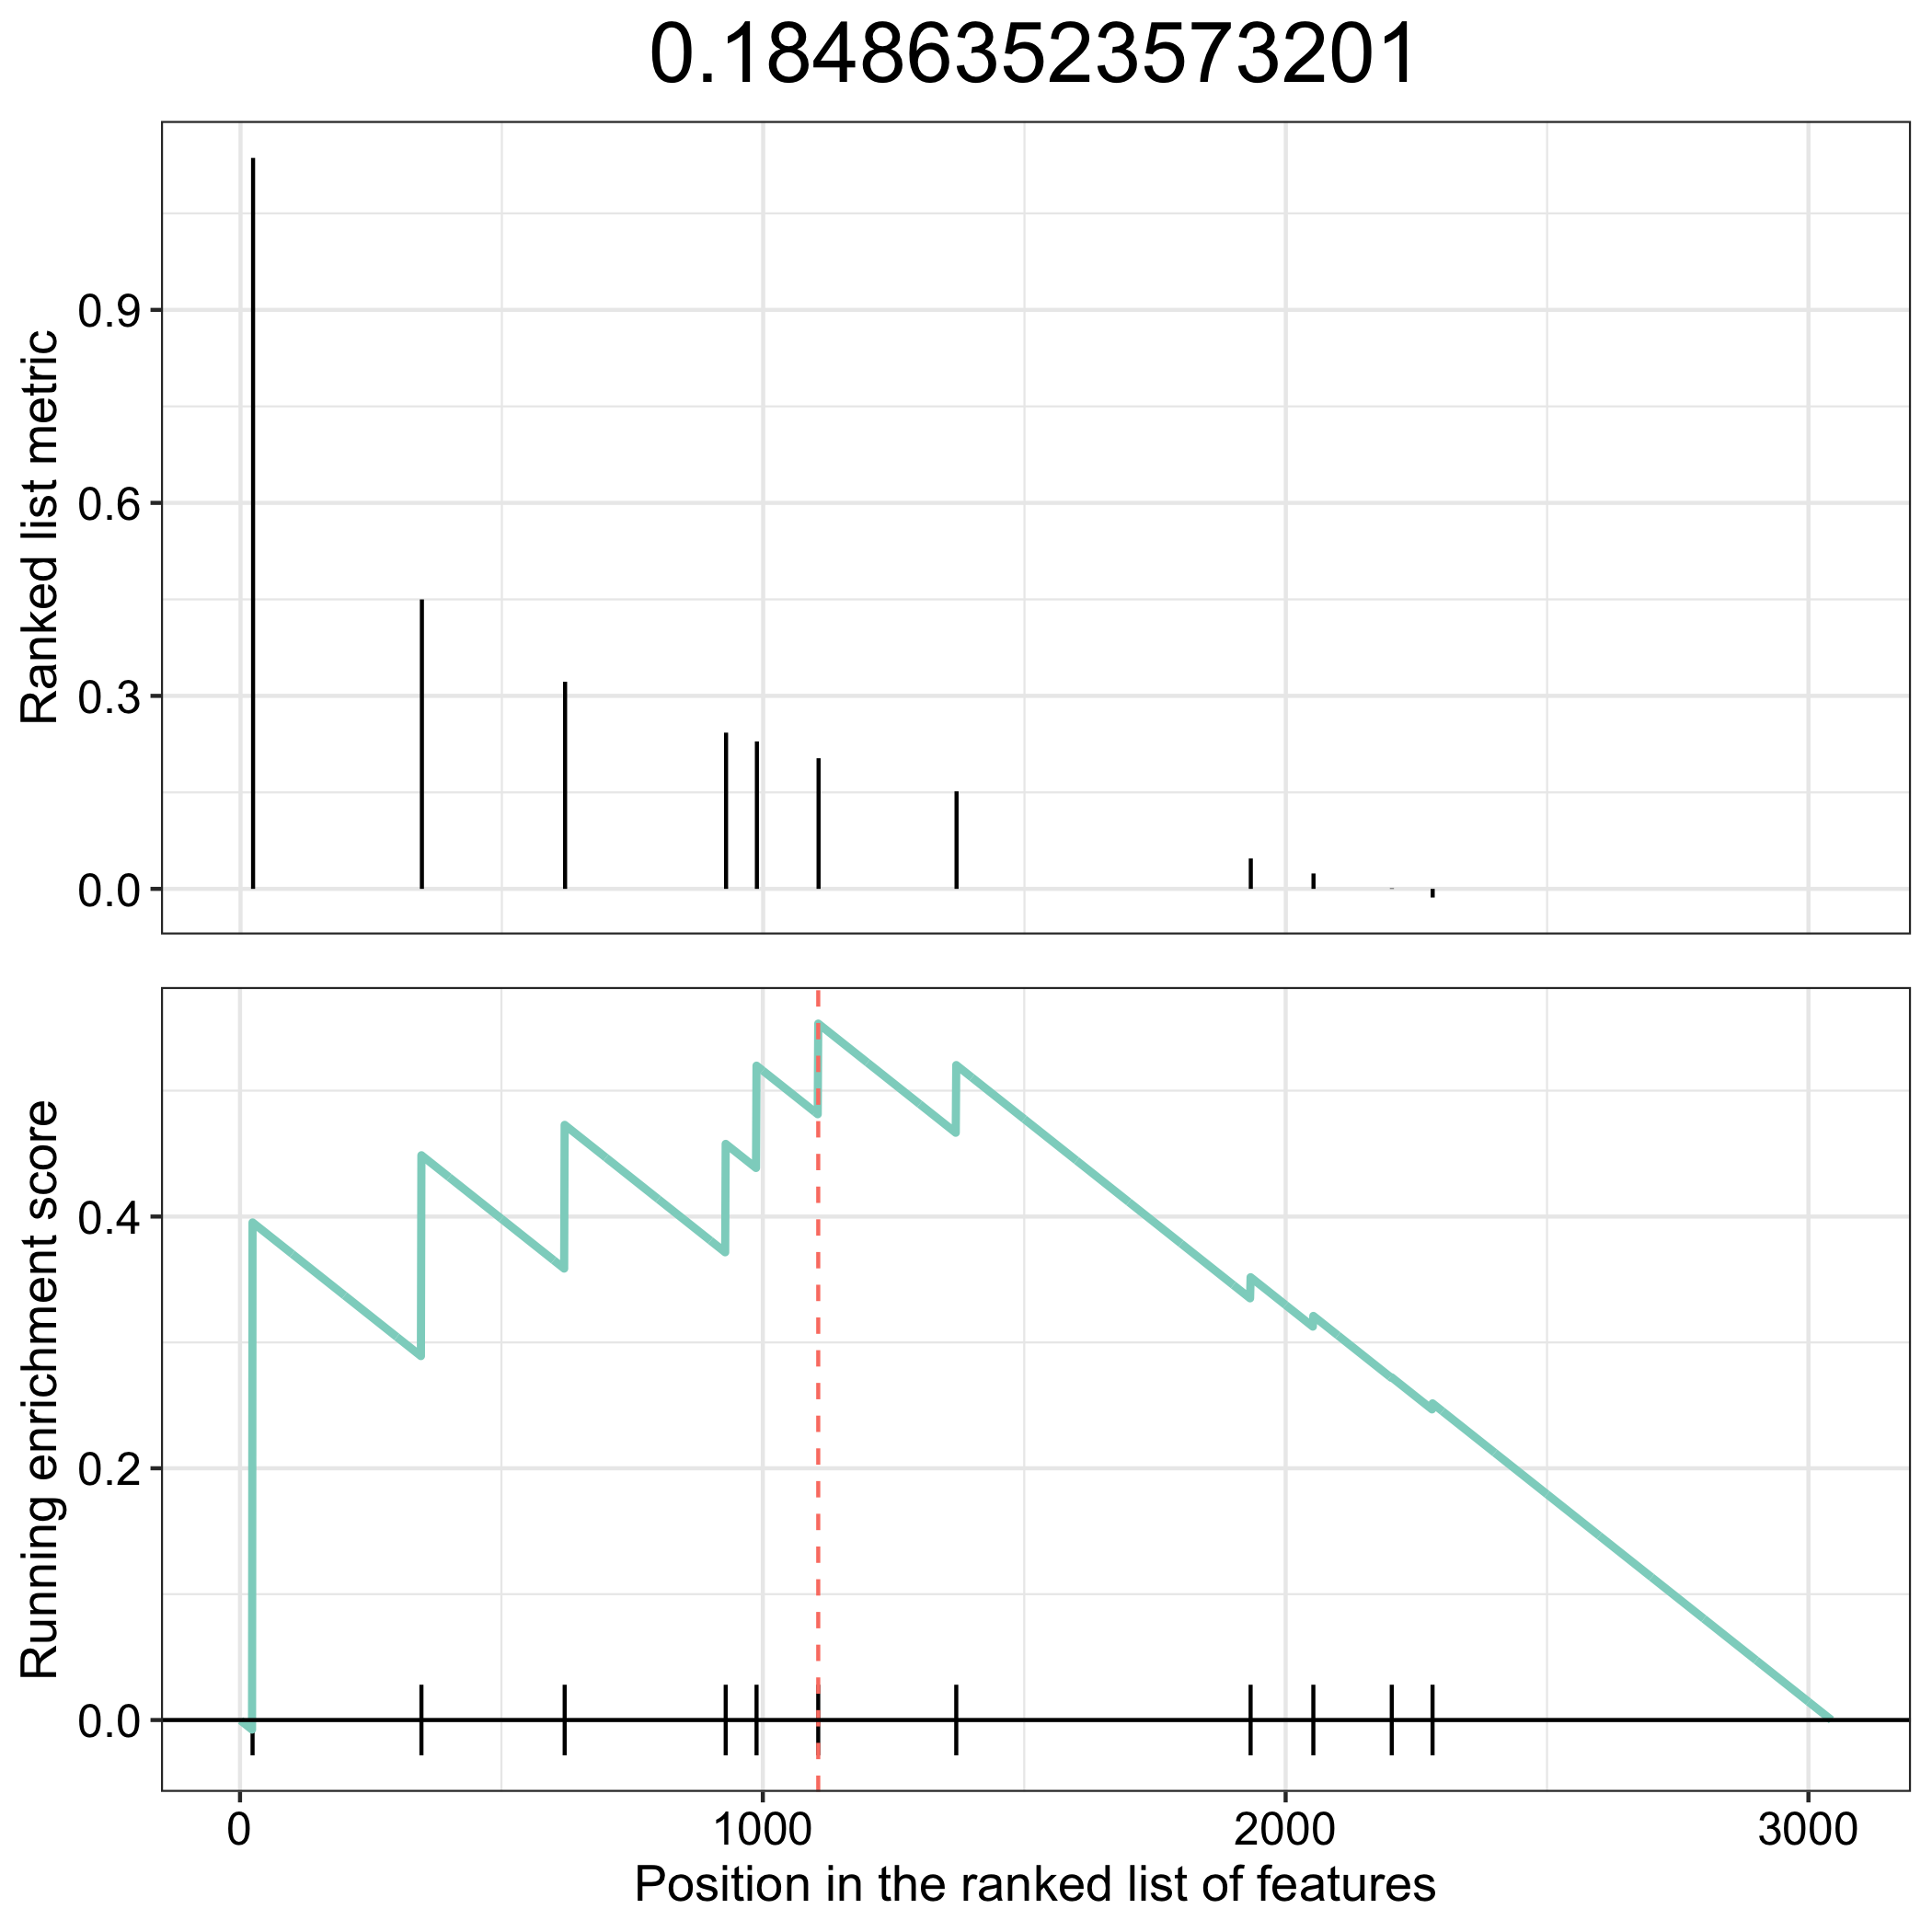 0.184863523573201
Ranked list metric
0.9
0.6
0.3
0.0
Running enrichment score
0.4
0.2
0.0
0 1000 2000 3000
Position in the ranked list of features